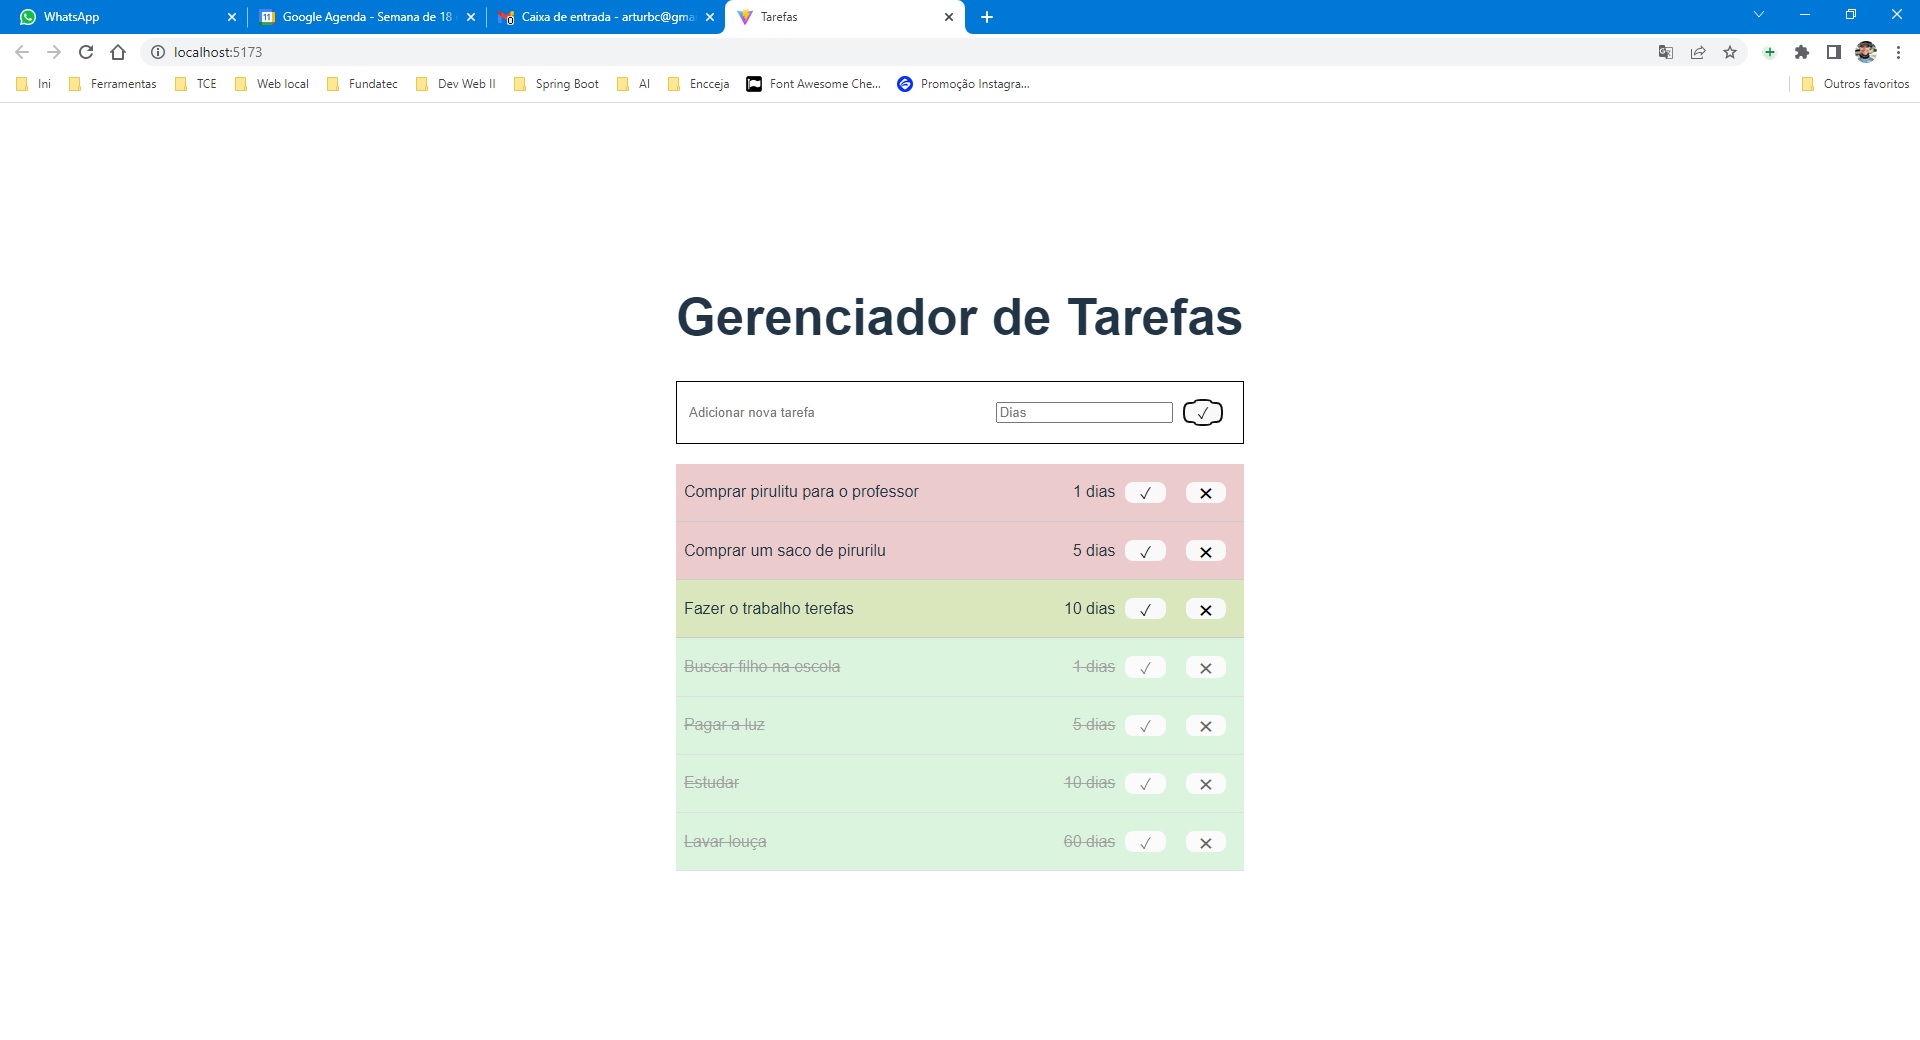 WhatsApp
Google Agenda - Semana de 18
Caixa de entrada - arturbc@gma
Tarefas
localhost:5173
Ini
Ferramentas
TCE
Web local
Fundatec
Dev Web II
Spring Boot
AI
Encceja
Font Awesome Che...
Promoção Instagra...
Outros favoritos
Gerenciador de Tarefas
Adicionar nova tarefa
Dias
✓
Comprar pirulitu para o professor 1 dias ✓ ✕
Comprar um saco de pirurilu 5 dias ✓ ✕
Fazer o trabalho terefas 10 dias ✓ ✕
Buscar filho na escola 1 dias ✓ ✕
Pagar a luz 5 dias ✓ ✕
Estudar 10 dias ✓ ✕
Lavar louça 60 dias ✓ ✕